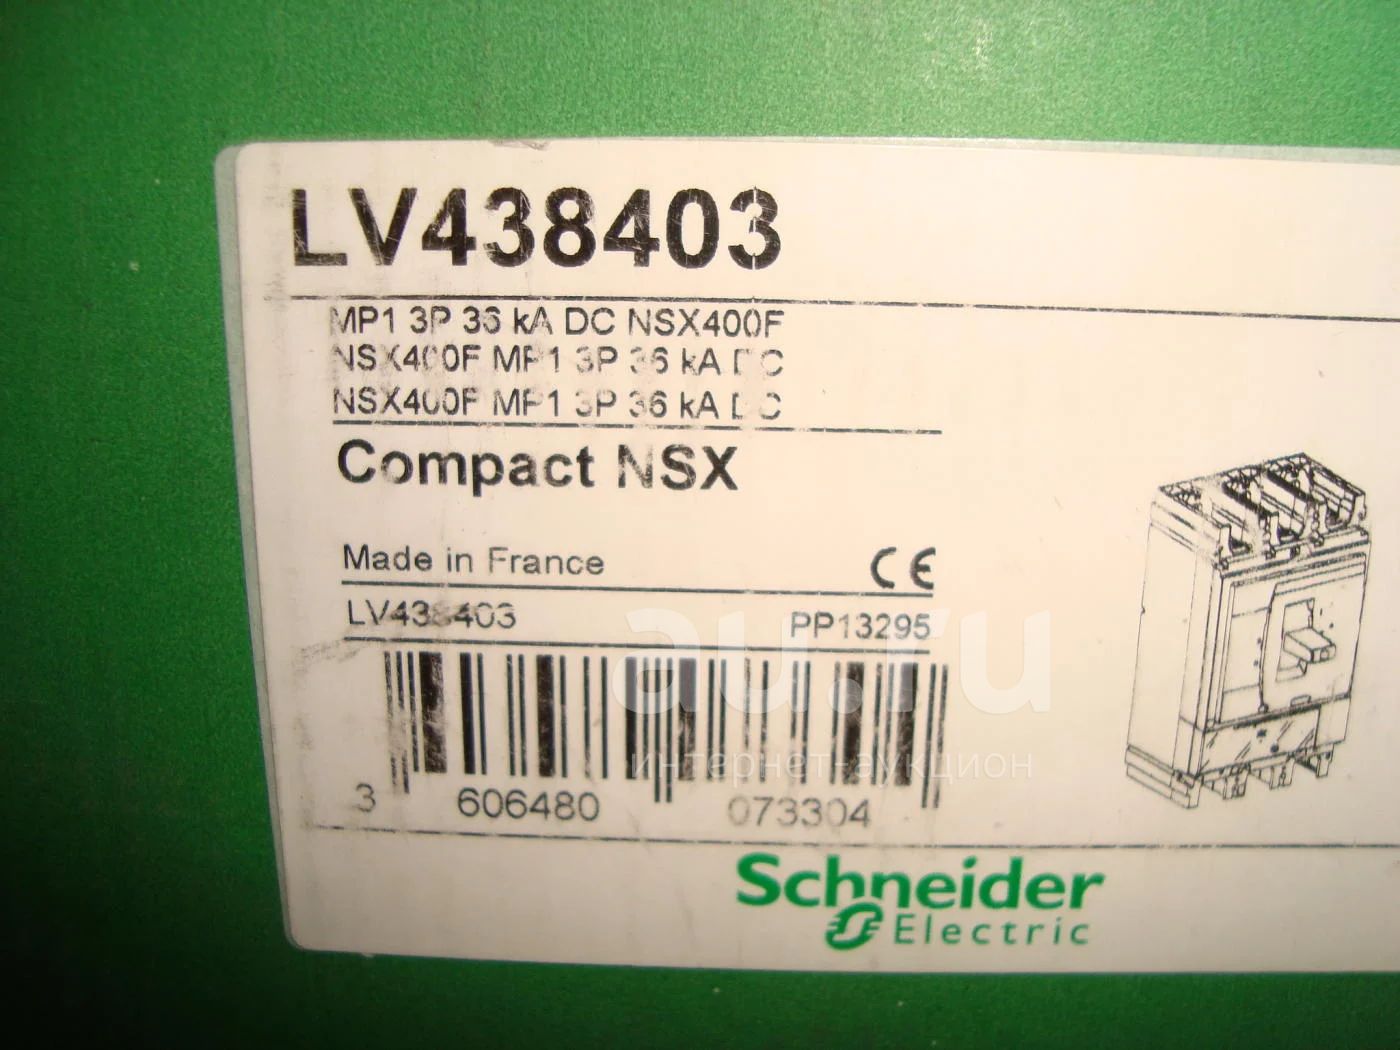 LV438403
MP1 3P 36 kA DC NSX400F
NSX400F MP1 3P 36 kA DC
NSX400F MP1 3P 36 kA DC
Compact NSX
Made in France CE
LV438403 PP13295
3 606480 073304
Schneider
Electric
au.ru
интернет-аукцион